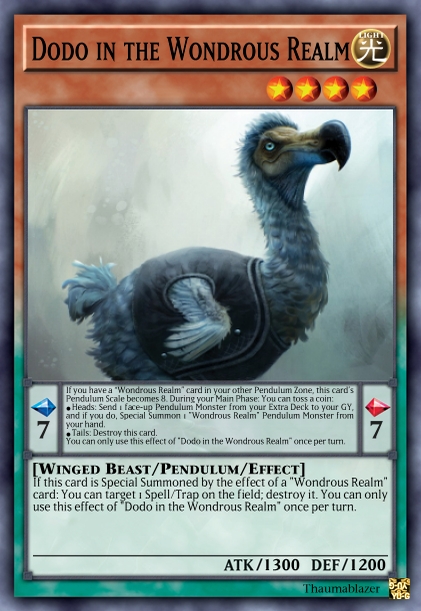 Dodo in the Wondrous Realm
LIGHT
光
If you have a "Wondrous Realm" card in your other Pendulum Zone, this card's
Pendulum Scale becomes 8. During your Main Phase: You can toss a coin:
●Heads: Send 1 face-up Pendulum Monster from your Extra Deck to your GY,
and if you do, Special Summon 1 "Wondrous Realm" Pendulum Monster from
your hand.
●Tails: Destroy this card.
You can only use this effect of "Dodo in the Wondrous Realm" once per turn.
7
7
[Winged Beast/Pendulum/Effect]
If this card is Special Summoned by the effect of a "Wondrous Realm"
card: You can target 1 Spell/Trap on the field; destroy it. You can only
use this effect of "Dodo in the Wondrous Realm" once per turn.
ATK/1300 DEF/1200
Thaumablazer